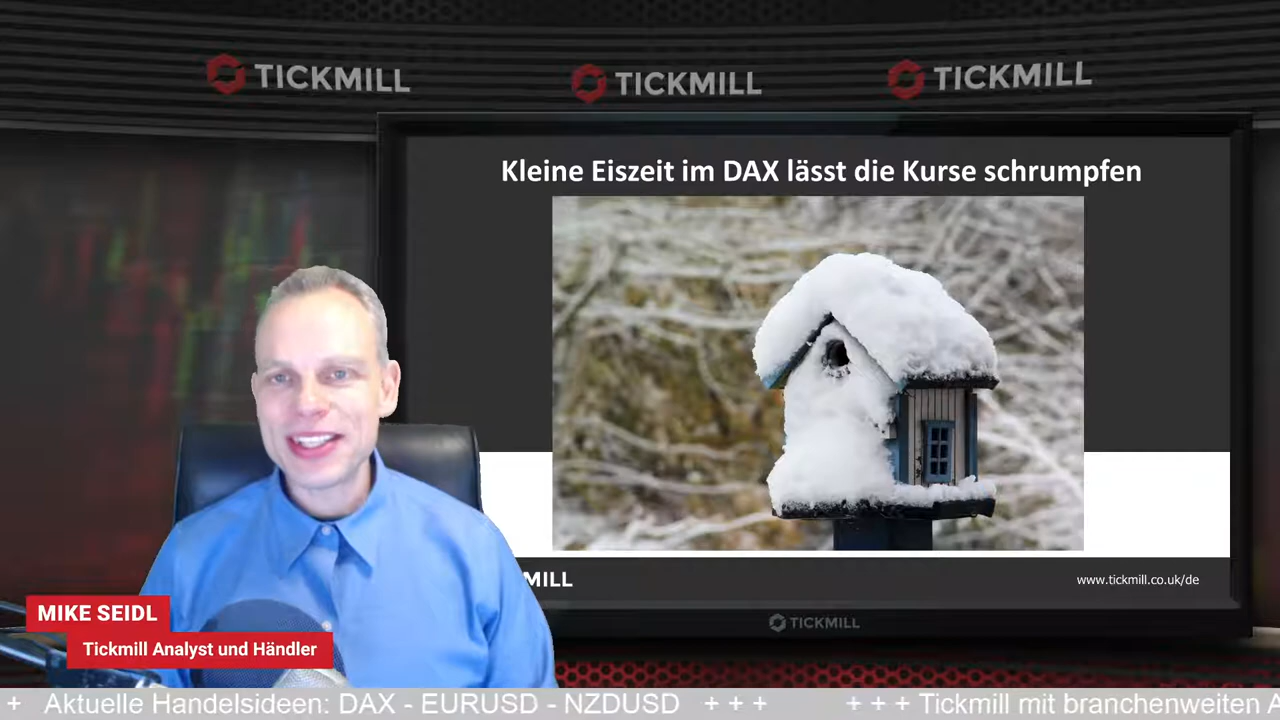 TICKMILL
TICKMILL
TICKMILL
Kleine Eiszeit im DAX lässt die Kurse schrumpfen
MILL
www.tickmill.co.uk/de
MIKE SEIDL
TICKMILL
Tickmill Analyst und Händler
+ Aktuelle Handelsideen: DAX - EURUSD - NZDUSD + + + + + + Tickmill mit branchenweiten A